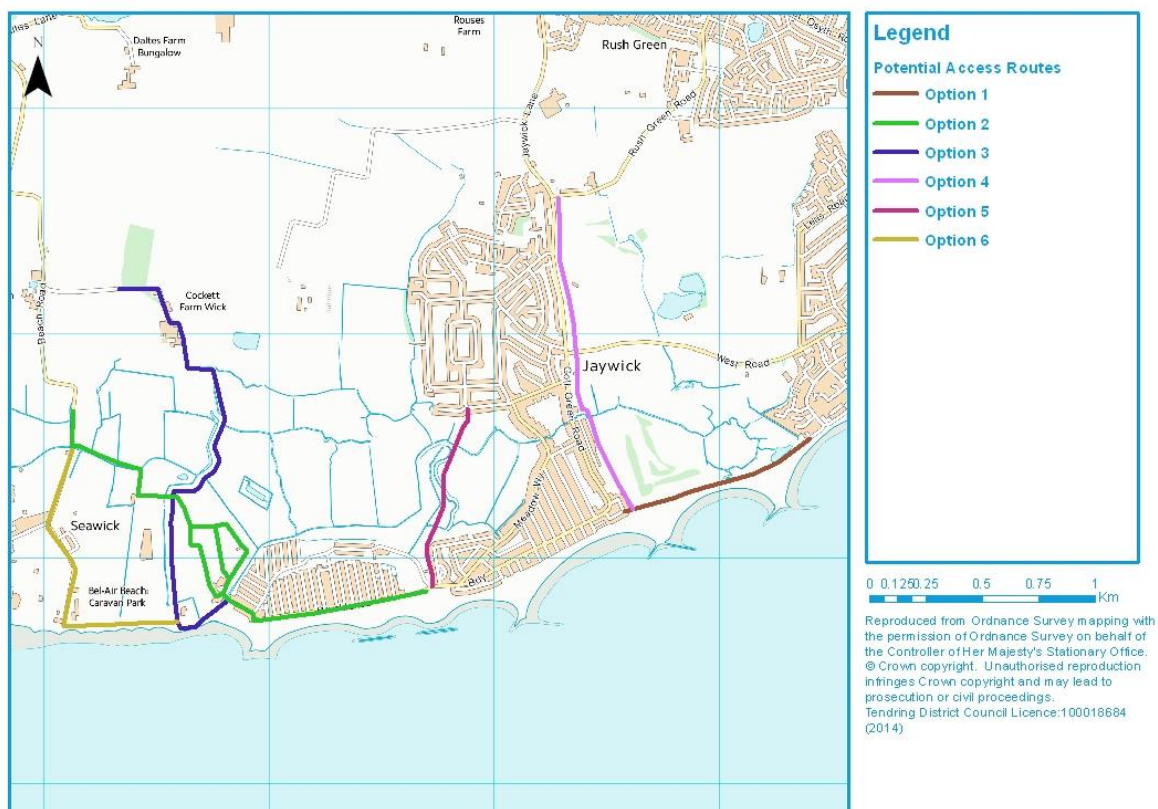 N
Daltes Farm
Bungalow
Rouses
Farm
Rush Green
Jaywick Lane
Rush Green Road
Cockett
Farm Wick
Beach Road
West Road
Jaywick
Golf Green Road
Meadow Way
Seawick
Bel-Air Beach
Caravan Park
Legend
Potential Access Routes
Option 1
Option 2
Option 3
Option 4
Option 5
Option 6
0 0.125 0.25 0.5 0.75 1
Km
Reproduced from Ordnance Survey mapping with
the permission of Ordnance Survey on behalf of
the Controller of Her Majesty's Stationary Office.
© Crown copyright. Unauthorised reproduction
infringes Crown copyright and may lead to
prosecution or civil proceedings.
Tendring District Council Licence:100018684
(2014)